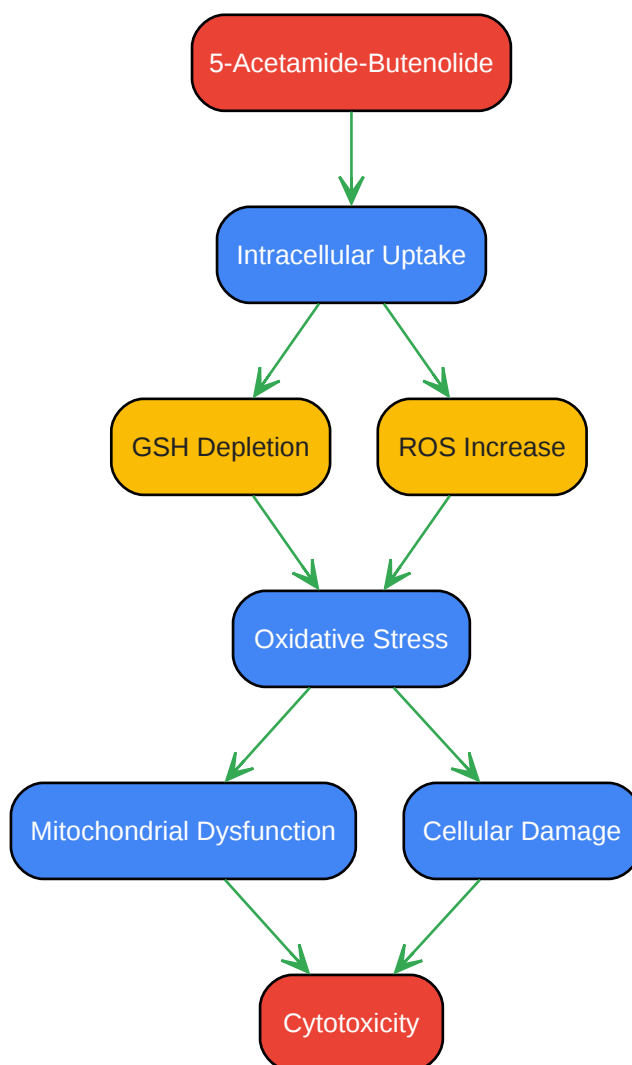 5-Acetamide-Butenolide
Intracellular Uptake
GSH Depletion
ROS Increase
Oxidative Stress
Mitochondrial Dysfunction
Cellular Damage
Cytotoxicity